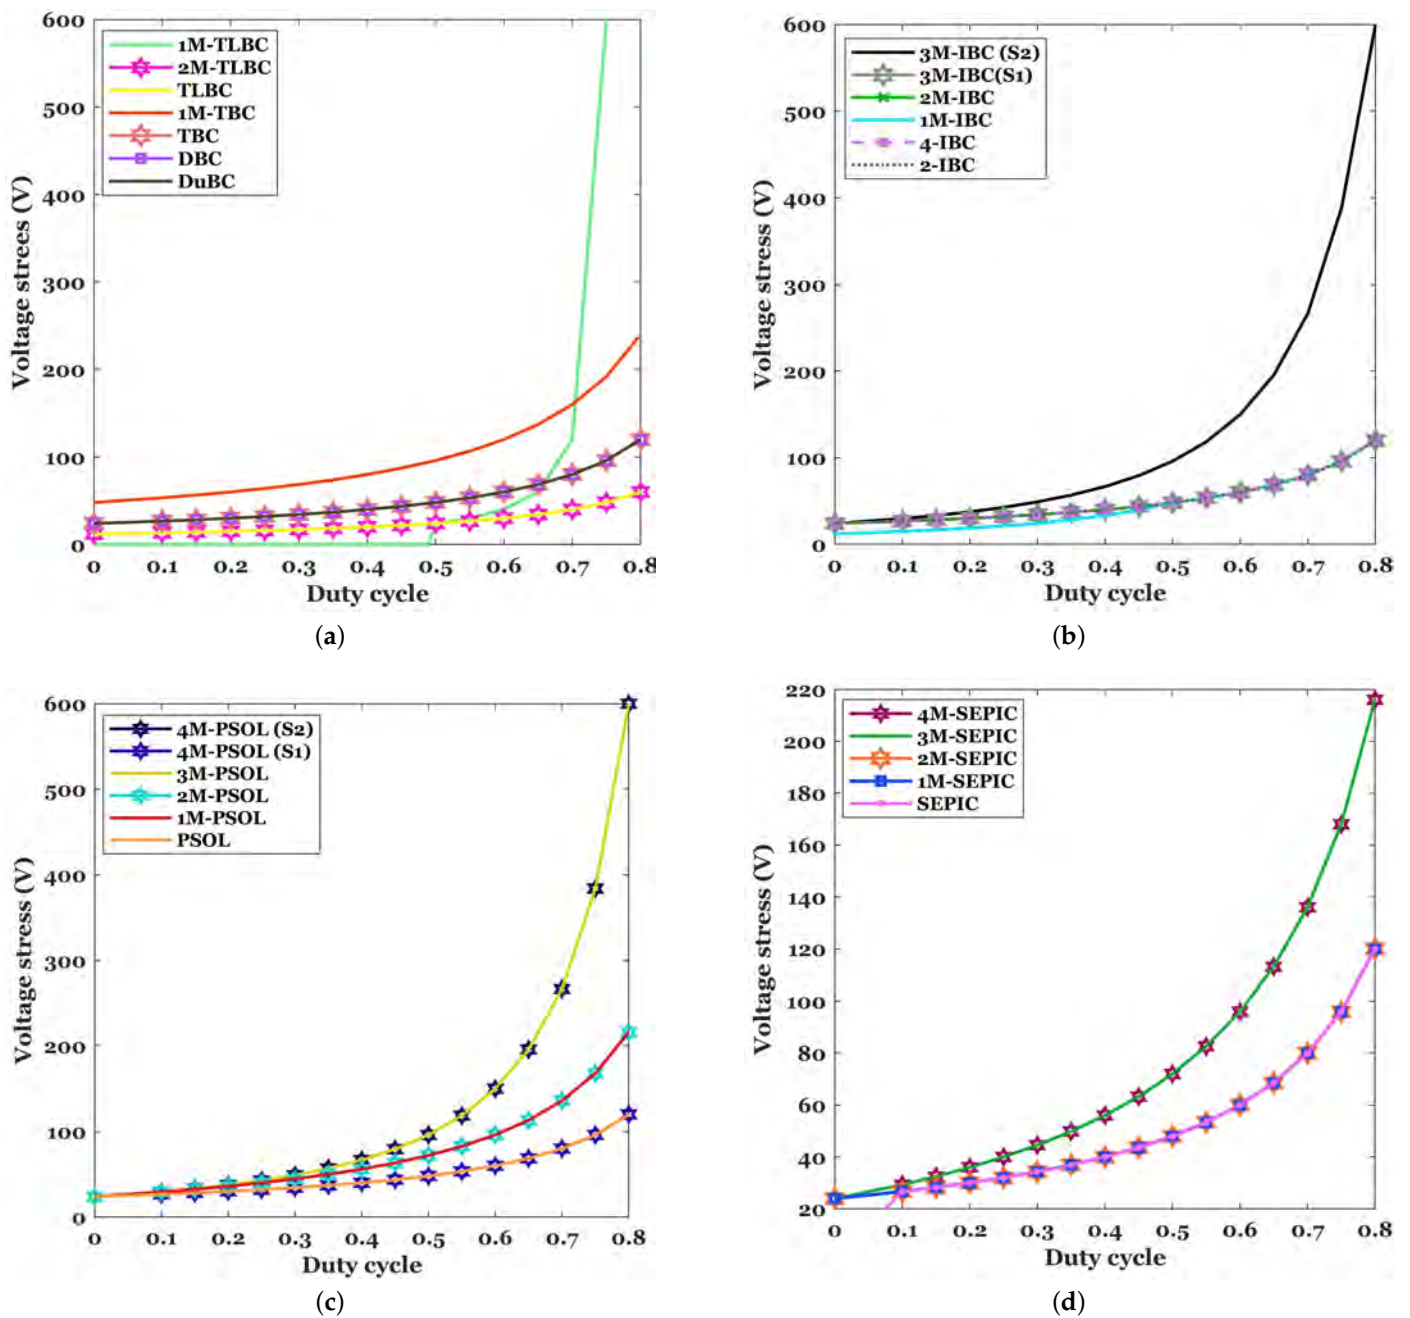 600
500
400
300
200
100
0
Voltage strees (V)
1M-TLBC
2M-TLBC
TLBC
1M-TBC
TBC
DBC
DuBC
0 0.1 0.2 0.3 0.4 0.5 0.6 0.7 0.8
Duty cycle
(a)
600
500
400
300
200
100
0
Voltage stress (V)
3M-IBC (S2)
3M-IBC(S1)
2M-IBC
1M-IBC
4-IBC
2-IBC
0 0.1 0.2 0.3 0.4 0.5 0.6 0.7 0.8
Duty cycle
(b)
600
500
400
300
200
100
0
Voltage stress (V)
4M-PSOL (S2)
4M-PSOL (S1)
3M-PSOL
2M-PSOL
1M-PSOL
PSOL
0 0.1 0.2 0.3 0.4 0.5 0.6 0.7 0.8
Duty cycle
(c)
220
200
180
160
140
120
100
80
60
40
20
Voltage stress (V)
4M-SEPIC
3M-SEPIC
2M-SEPIC
1M-SEPIC
SEPIC
0 0.1 0.2 0.3 0.4 0.5 0.6 0.7 0.8
Duty cycle
(d)